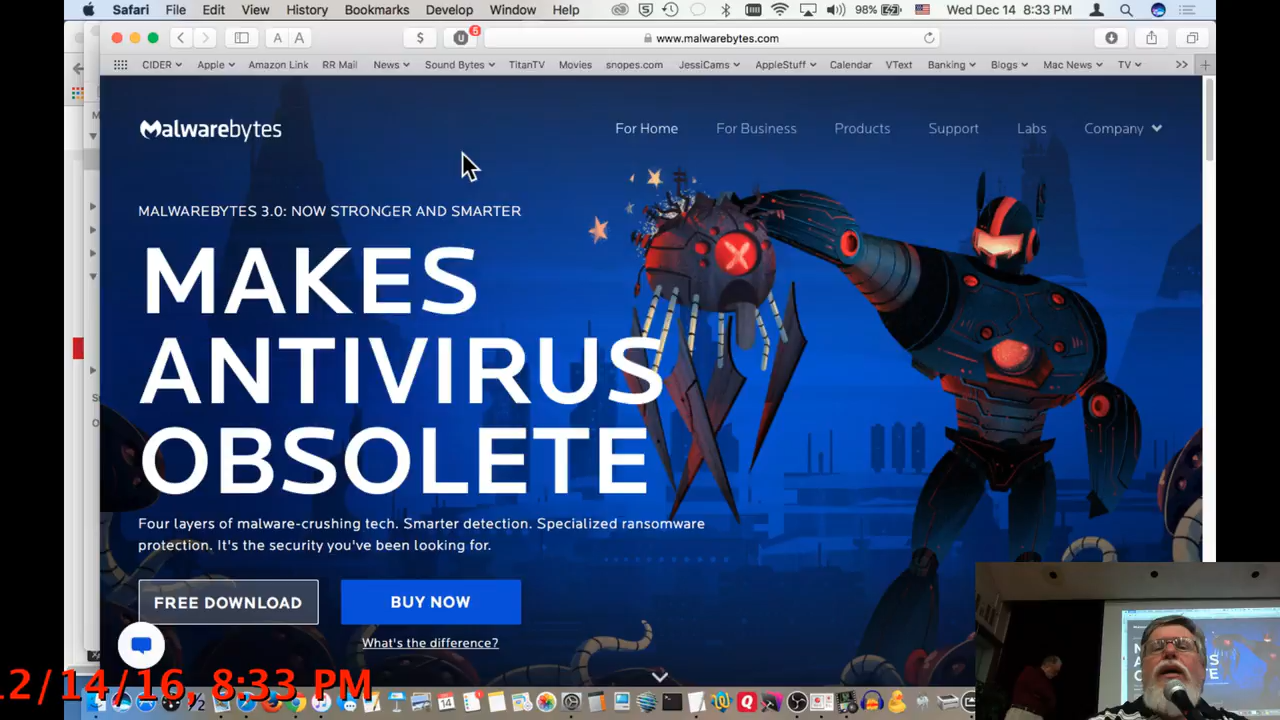 Safari File Edit View History Bookmarks Develop Window Help 5 98% Wed Dec 14 8:33 PM
A A $ U 6 www.malwarebytes.com
CIDER Apple Amazon Link RR Mail News Sound Bytes TitanTV Movies snopes.com JessiCams AppleStuff Calendar VText Banking Blogs Mac News TV >> +
Malwarebytes For Home For Business Products Support Labs Company
MALWAREBYTES 3.0: NOW STRONGER AND SMARTER
MAKES
ANTIVIRUS
OBSOLETE
Four layers of malware-crushing tech. Smarter detection. Specialized ransomware
protection. It's the security you've been looking for.
FREE DOWNLOAD BUY NOW
What's the difference?
12/14/16, 8:33 PM